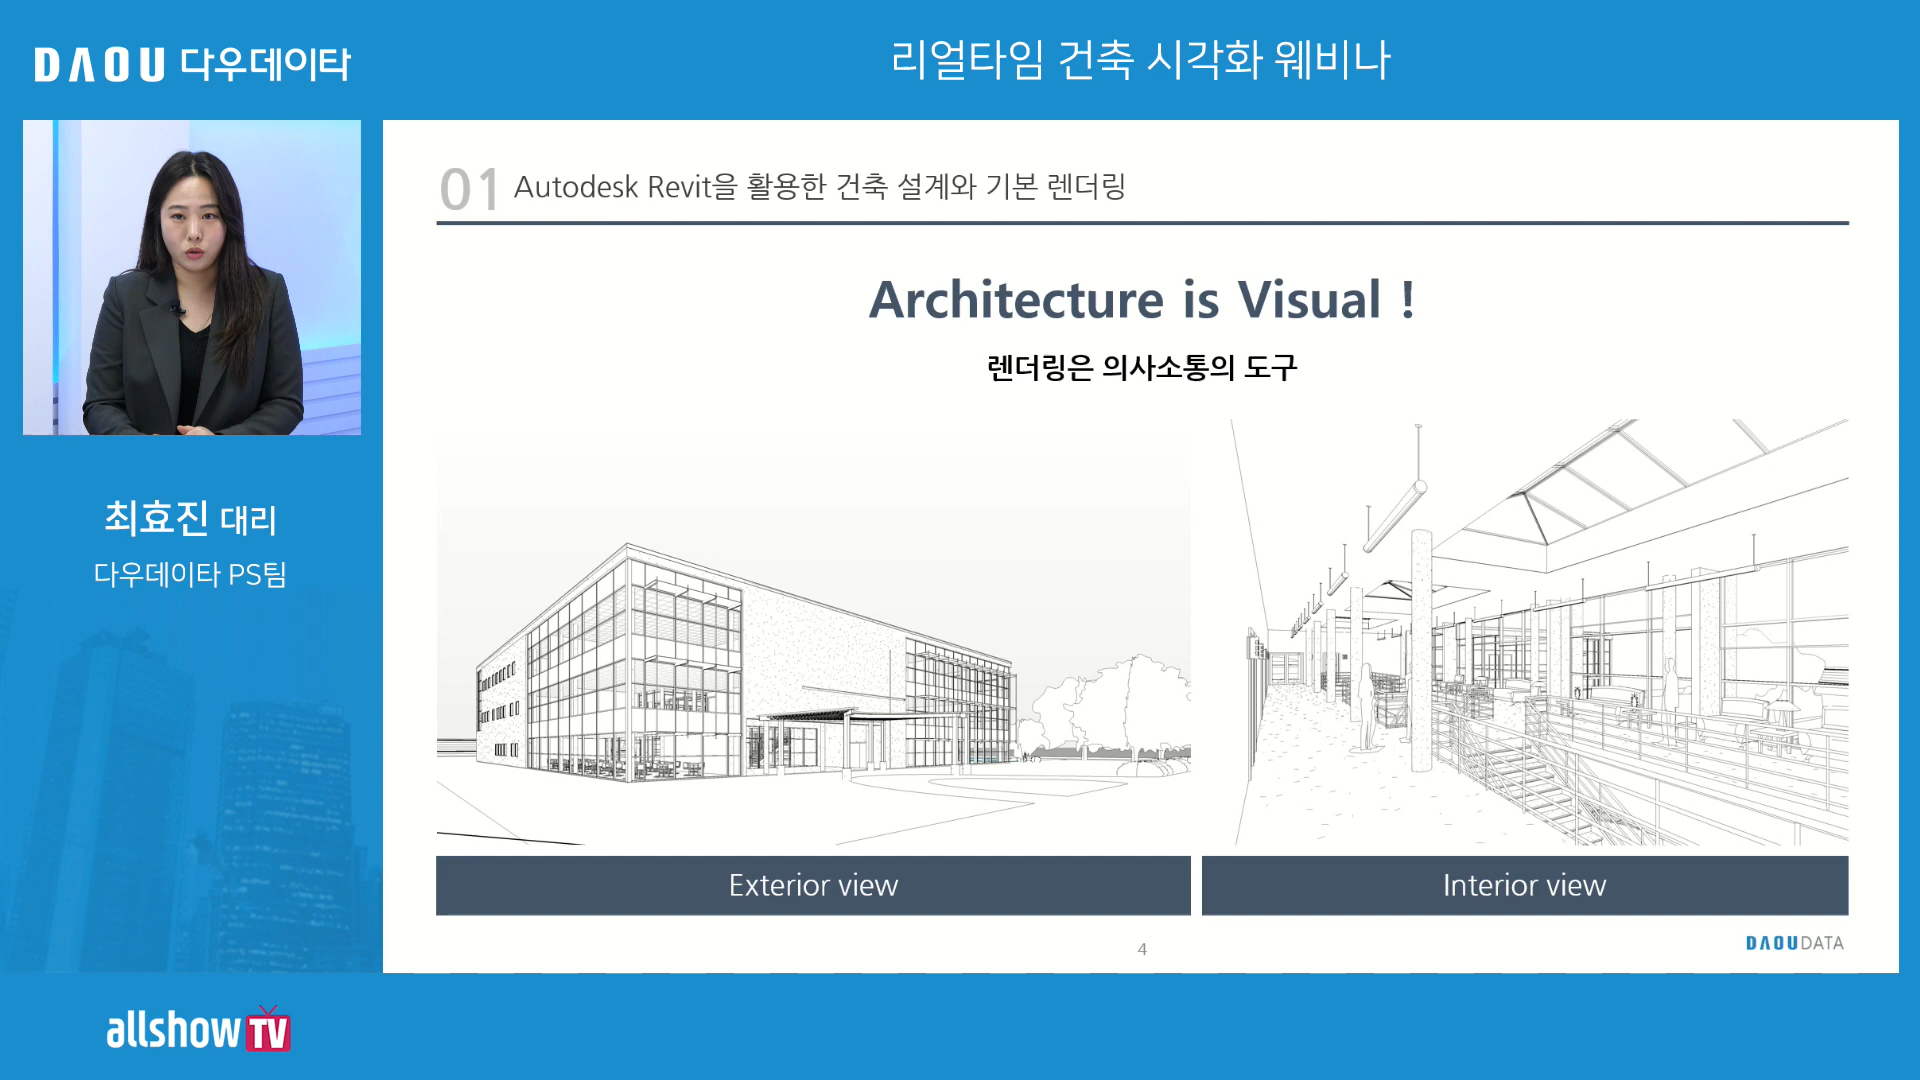 DAOU 다우데이타
리얼타임 건축 시각화 웨비나
최효진 대리
다우데이타 PS팀
01 Autodesk Revit을 활용한 건축 설계와 기본 렌더링
Architecture is Visual !
렌더링은 의사소통의 도구
Exterior view
Interior view
4
DAOUDATA
allshow TV